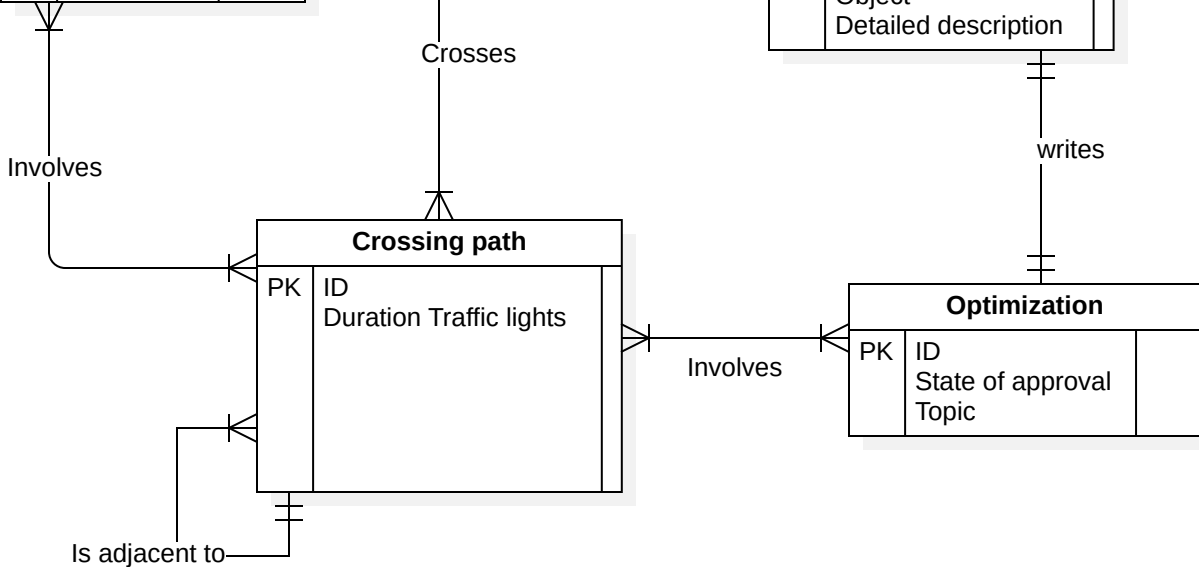 Object
Detailed description
Crosses
writes
Involves
Crossing path
PK
ID
Duration Traffic lights
Optimization
PK
ID
State of approval
Topic
Involves
Is adjacent to